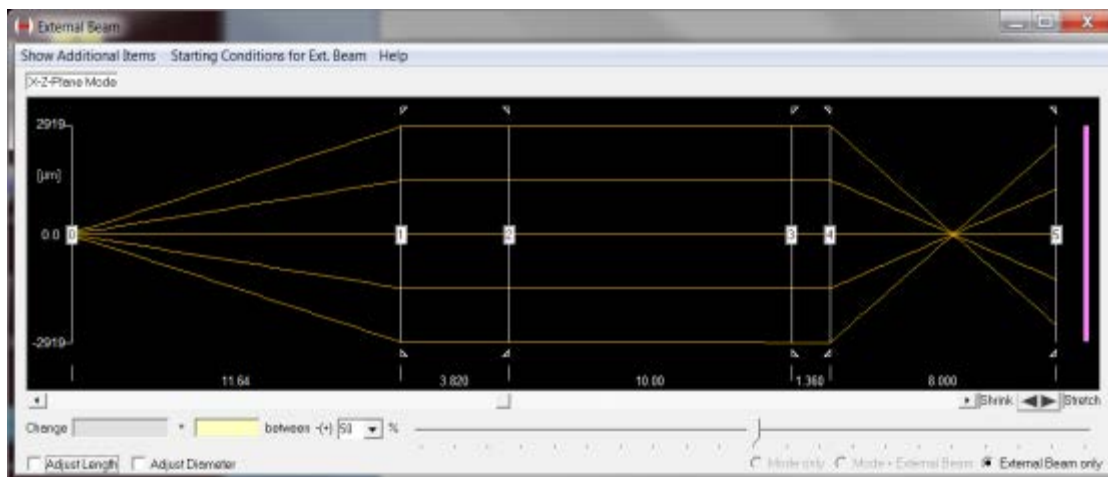 External Beam
Show Additional Items Starting Conditions for Ext. Beam Help
X-Z-Plane Mode
2919
[µm]
0.0 0 1 2 3 4 5
-2919
11.64 3.820 10.00 1.360 8.000
Shrink Stretch
Change * between -(+) 50 %
Adjust Length Adjust Diameter Mode only Mode + External Beam External Beam only